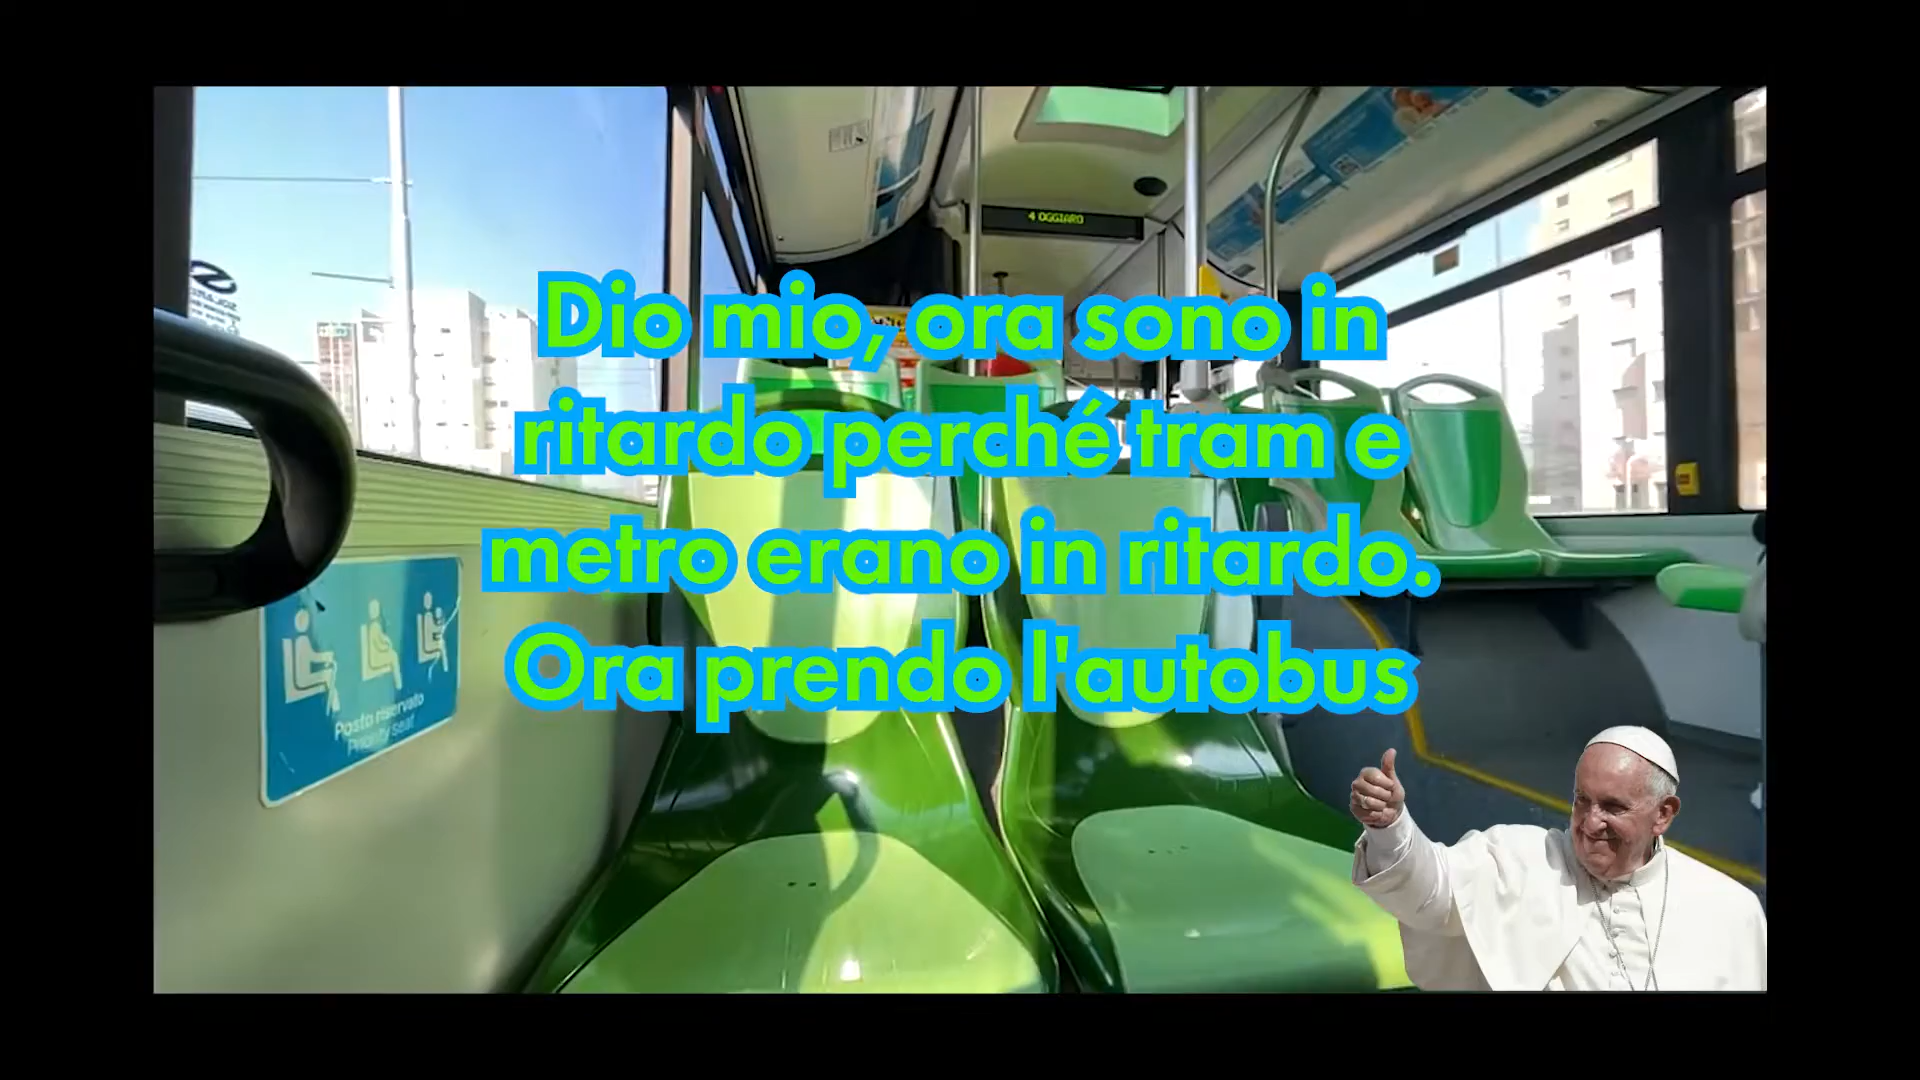 4 OGGIARO
Dio mio, ora sono in
ritardo perché tram e
metro erano in ritardo.
Ora prendo l'autobus
Posto riservato
Priority seat